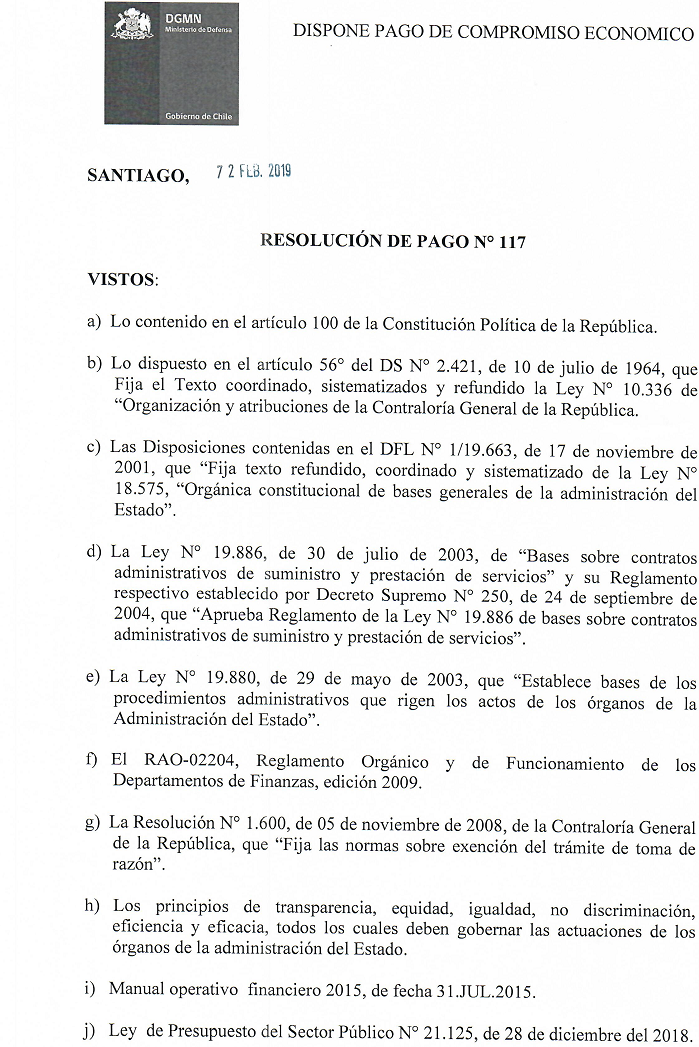 DGMN
Ministerio de Defensa
DISPONE PAGO DE COMPROMISO ECONOMICO
Gobierno de Chile
SANTIAGO, 2 FEB. 2019
RESOLUCIÓN DE PAGO N° 117
VISTOS:
a) Lo contenido en el artículo 100 de la Constitución Política de la República.
b) Lo dispuesto en el artículo 56° del DS N° 2.421, de 10 de julio de 1964, que
Fija el Texto coordinado, sistematizados y refundido la Ley N° 10.336 de
“Organización y atribuciones de la Contraloría General de la República.
c) Las Disposiciones contenidas en el DFL N° 1/19.663, de 17 de noviembre de
2001, que “Fija texto refundido, coordinado y sistematizado de la Ley N°
18.575, “Orgánica constitucional de bases generales de la administración del
Estado”.
d) La Ley N° 19.886, de 30 de julio de 2003, de “Bases sobre contratos
administrativos de suministro y prestación de servicios” y su Reglamento
respectivo establecido por Decreto Supremo N° 250, de 24 de septiembre de
2004, que “Aprueba Reglamento de la Ley N° 19.886 de bases sobre contratos
administrativos de suministro y prestación de servicios”.
e) La Ley N° 19.880, de 29 de mayo de 2003, que “Establece bases de los
procedimientos administrativos que rigen los actos de los órganos de la
Administración del Estado”.
f) El RAO-02204, Reglamento Orgánico y de Funcionamiento de los
Departamentos de Finanzas, edición 2009.
g) La Resolución N° 1.600, de 05 de noviembre de 2008, de la Contraloría General
de la República, que “Fija las normas sobre exención del trámite de toma de
razón”.
h) Los principios de transparencia, equidad, igualdad, no discriminación,
eficiencia y eficacia, todos los cuales deben gobernar las actuaciones de los
órganos de la administración del Estado.
i) Manual operativo financiero 2015, de fecha 31.JUL.2015.
j) Ley de Presupuesto del Sector Público N° 21.125, de 28 de diciembre del 2018.